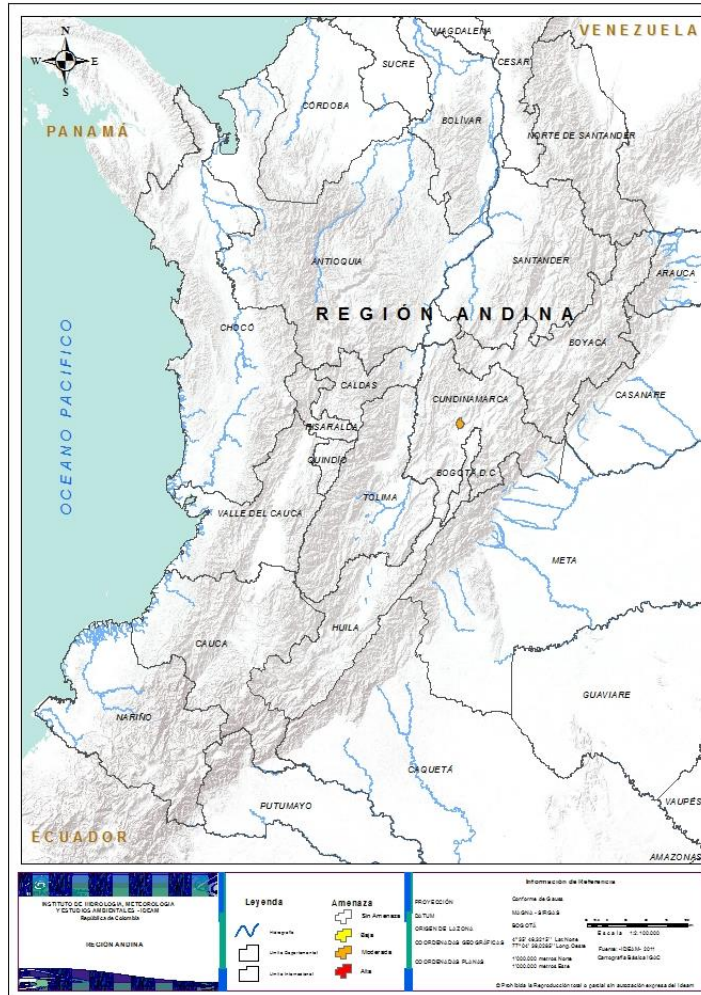 N
W E
S
VENEZUELA
MAGDALENA
SUCRE
CESAR
CÓRDOBA
BOLÍVAR
PANAMÁ
NORTE DE SANTANDER
ANTIOQUIA
SANTANDER
ARAUCA
REGIÓN ANDINA
CHOCÓ
BOYACÁ
OCEANO PACIFICO
CALDAS
CUNDINAMARCA
CASANARE
RISARALDA
QUINDÍO
BOGOTÁ D.C.
TOLIMA
VALLE DEL CAUCA
META
HUILA
CAUCA
GUAVIARE
NARIÑO
CAQUETÁ
VAUPÉS
PUTUMAYO
ECUADOR
AMAZONAS
INSTITUTO DE HIDROLOGIA, METEOROLOGIA
Y ESTUDIOS AMBIENTALES - IDEAM
República de Colombia
REGIÓN ANDINA
Leyenda
Hidrografía
Límite Departamental
Límite Internacional
Amenaza
Sin Amenaza
Baja
Moderada
Alta
Información de Referencia
PROYECCIÓN
Conforme de Gauss
DATUM
MAGNA - SIRGAS
ORIGEN DE LA ZONA
BOGOTÁ
COORDENADAS GEOGRÁFICAS
COORDENADAS PLANAS
1'000.000 metros Norte
1'000.000 metros Este
Escala 1:2.100.000
Fuente: - IDEAM - 2011
Cartografía Básica IGAC
© Prohibida la Reproducción total o parcial sin autorización expresa del Ideam